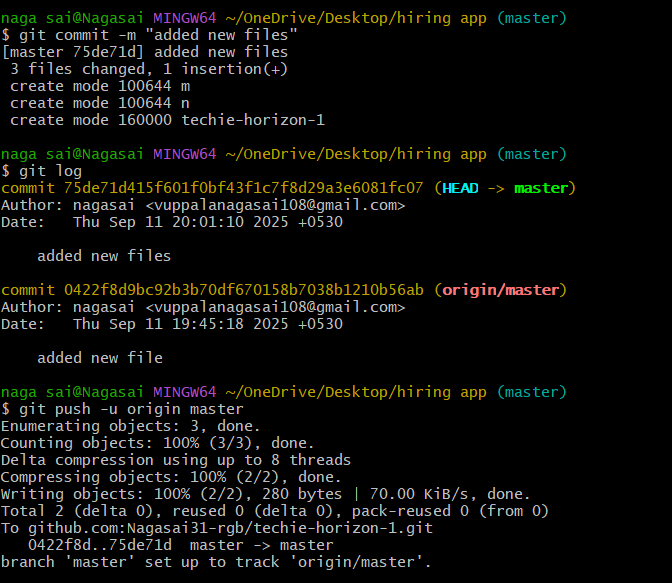 naga sai@Nagasai MINGW64 ~/OneDrive/Desktop/hiring app (master)
$ git commit -m "added new files"
[master 75de71d] added new files
 3 files changed, 1 insertion(+)
 create mode 100644 m
 create mode 100644 n
 create mode 160000 techie-horizon-1

naga sai@Nagasai MINGW64 ~/OneDrive/Desktop/hiring app (master)
$ git log
commit 75de71d415f601f0bf43f1c7f8d29a3e6081fc07 (HEAD -> master)
Author: nagasai <vuppalanagasai108@gmail.com>
Date:   Thu Sep 11 20:01:10 2025 +0530

    added new files

commit 0422f8d9bc92b3b70df670158b7038b1210b56ab (origin/master)
Author: nagasai <vuppalanagasai108@gmail.com>
Date:   Thu Sep 11 19:45:18 2025 +0530

    added new file

naga sai@Nagasai MINGW64 ~/OneDrive/Desktop/hiring app (master)
$ git push -u origin master
Enumerating objects: 3, done.
Counting objects: 100% (3/3), done.
Delta compression using up to 8 threads
Compressing objects: 100% (2/2), done.
Writing objects: 100% (2/2), 280 bytes | 70.00 KiB/s, done.
Total 2 (delta 0), reused 0 (delta 0), pack-reused 0 (from 0)
To github.com:Nagasai31-rgb/techie-horizon-1.git
   0422f8d..75de71d  master -> master
branch 'master' set up to track 'origin/master'.